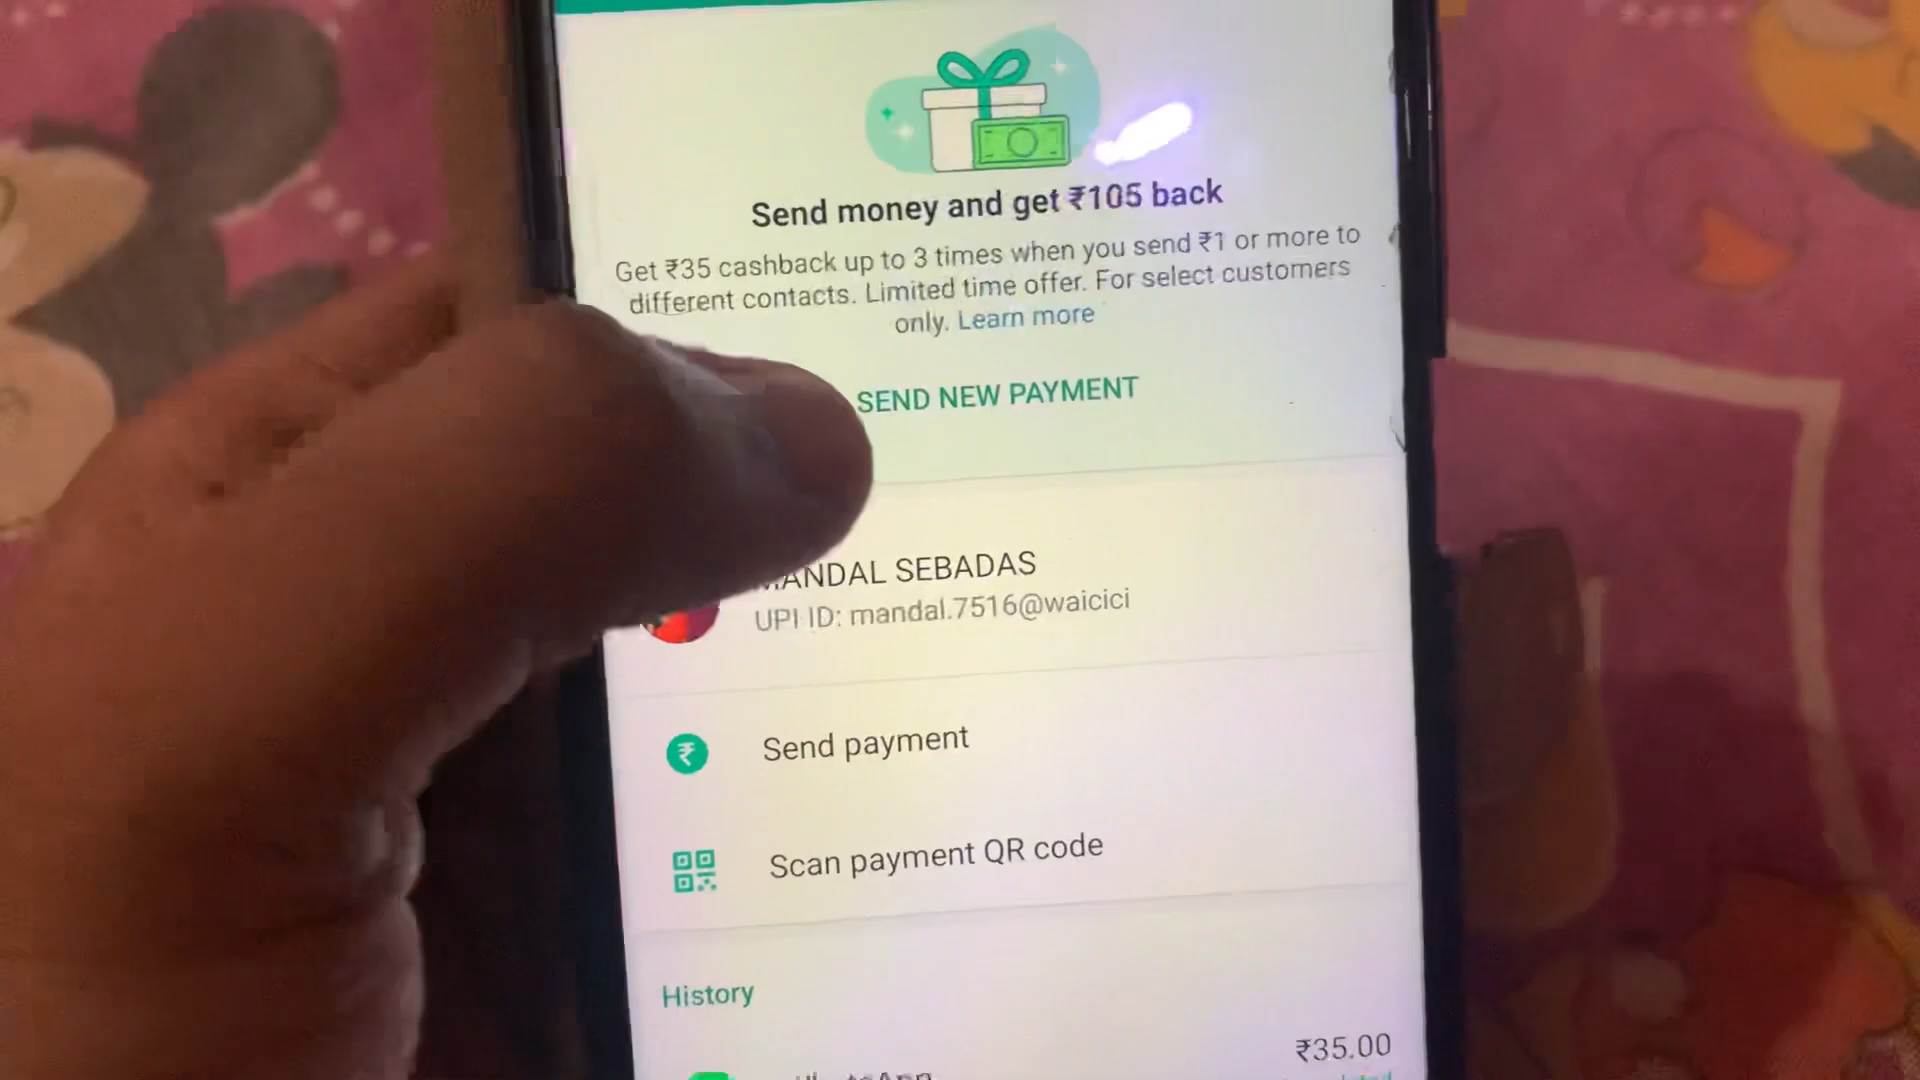 Send money and get ₹105 back
Get ₹35 cashback up to 3 times when you send ₹1 or more to
different contacts. Limited time offer. For select customers
only. Learn more
SEND NEW PAYMENT
MANDAL SEBADAS
UPI ID: mandal.7516@waicici
Send payment
Scan payment QR code
History
₹35.00